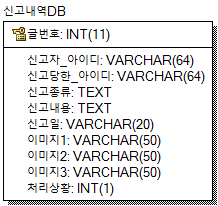 신고내역DB
글번호: INT(11)
신고자_아이디: VARCHAR(64)
신고당한_아이디: VARCHAR(64)
신고종류: TEXT
신고내용: TEXT
신고일: VARCHAR(20)
이미지1: VARCHAR(50)
이미지2: VARCHAR(50)
이미지3: VARCHAR(50)
처리상황: INT(1)